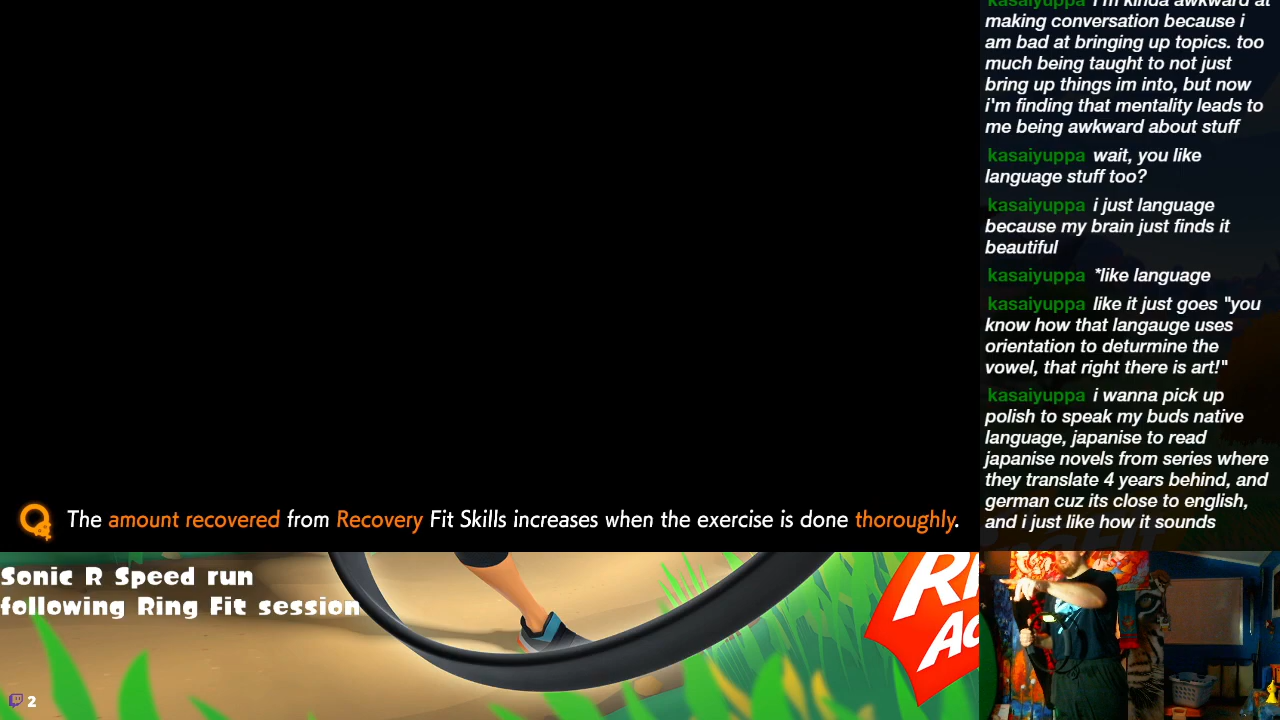 kasaiyuppa i'm kinda awkward at
making conversation because i
am bad at bringing up topics. too
much being taught to not just
bring up things im into, but now
i'm finding that mentality leads to
me being awkward about stuff
kasaiyuppa wait, you like
language stuff too?
kasaiyuppa i just language
because my brain just finds it
beautiful
kasaiyuppa *like language
kasaiyuppa like it just goes "you
know how that langauge uses
orientation to deturmine the
vowel, that right there is art!"
kasaiyuppa i wanna pick up
polish to speak my buds native
language, japanise to read
japanise novels from series where
they translate 4 years behind, and
german cuz its close to english,
and i just like how it sounds
The amount recovered from Recovery Fit Skills increases when the exercise is done thoroughly.
Sonic R Speed run
following Ring Fit session
2